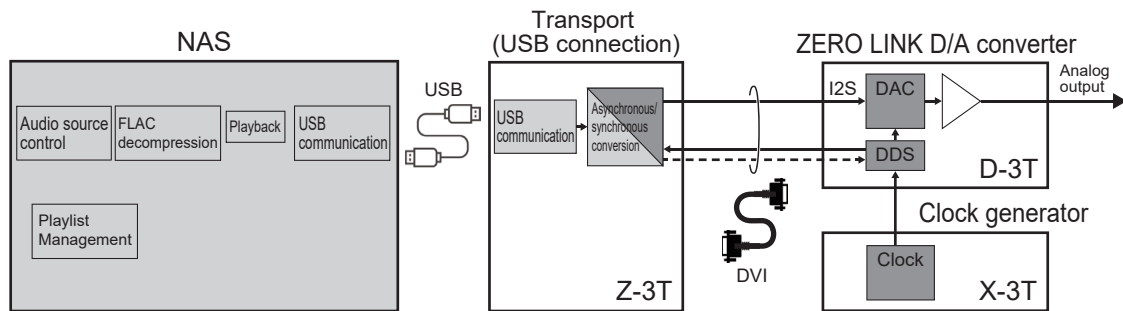 NAS
Audio source
control
FLAC
decompression
Playback
USB
communication
Playlist
Management
USB
Transport
(USB connection)
USB
communication
Asynchronous/
synchronous
conversion
Z-3T
DVI
ZERO LINK D/A converter
I2S
DAC
DDS
D-3T
Analog
output
Clock generator
Clock
X-3T